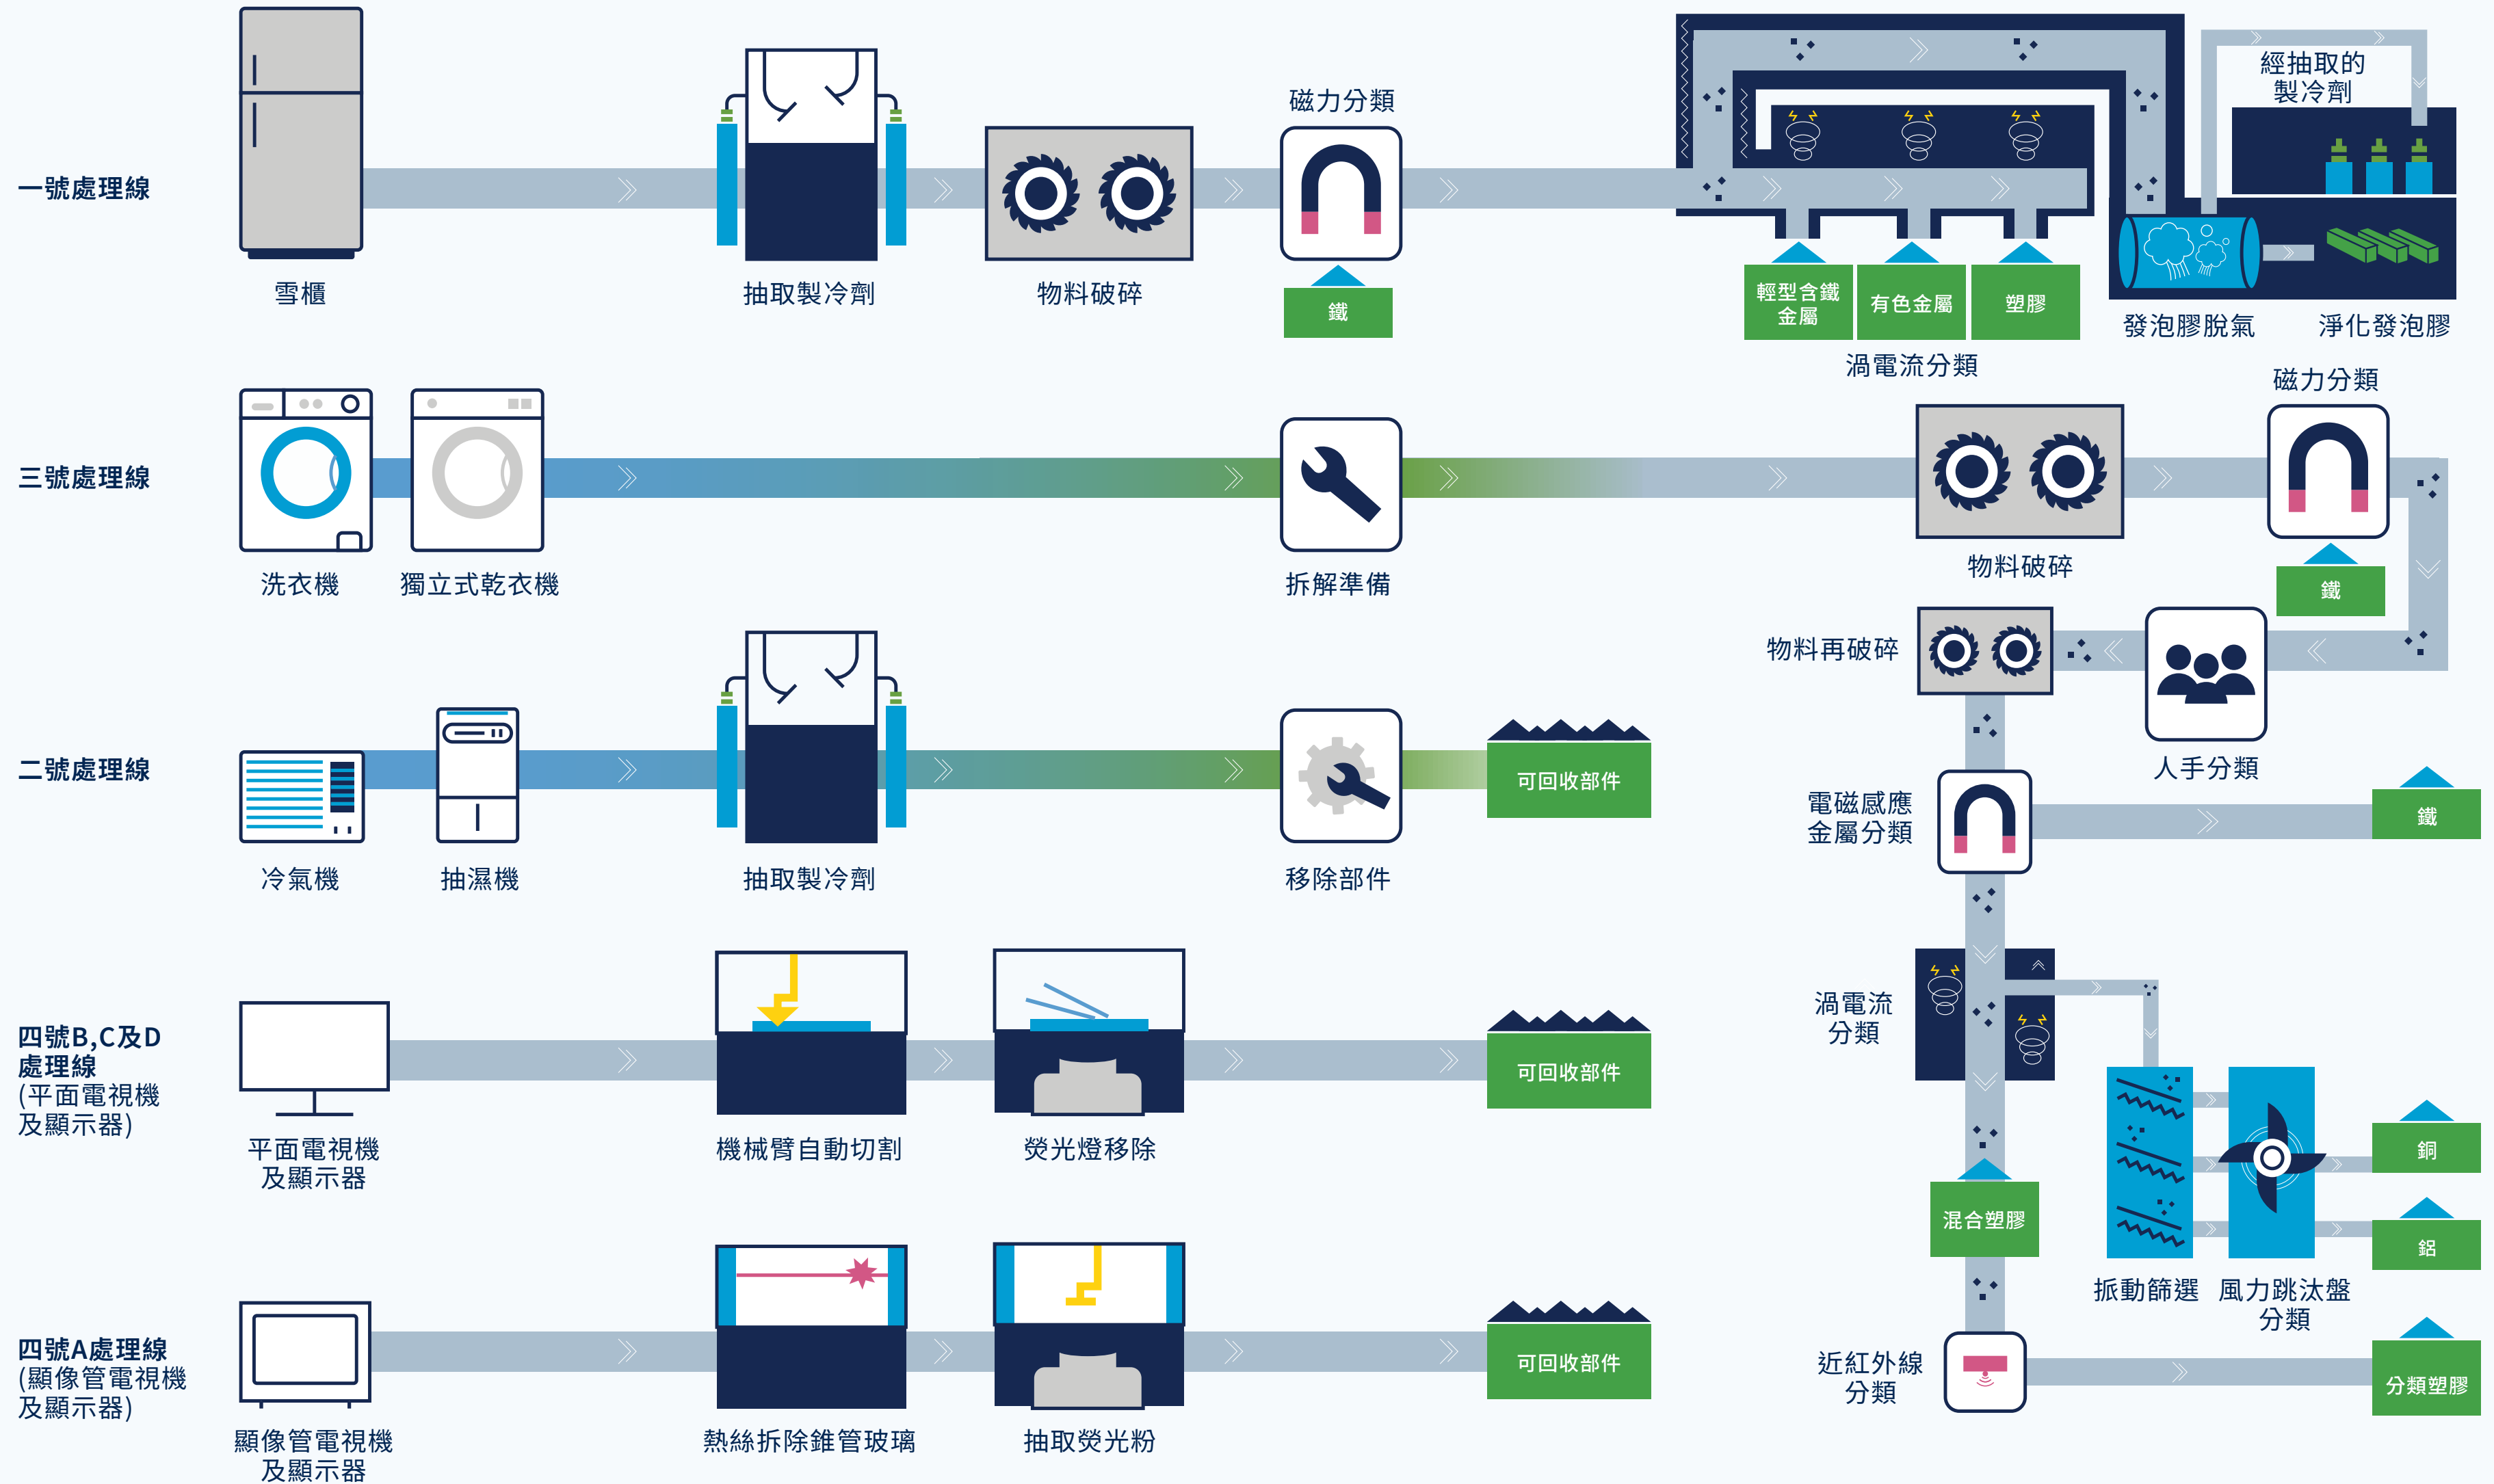 一號處理線
雪櫃
抽取製冷劑
物料破碎
磁力分類
鐵
輕型含鐵
金屬
有色金屬
塑膠
渦電流分類
經抽取的
製冷劑
發泡膠脫氣
淨化發泡膠
三號處理線
洗衣機
獨立式乾衣機
拆解準備
物料破碎
磁力分類
鐵
人手分類
物料再破碎
電磁感應
金屬分類
鐵
渦電流
分類
混合塑膠
振動篩選
風力跳汰盤
分類
銅
鋁
近紅外線
分類
分類塑膠
二號處理線
冷氣機
抽濕機
抽取製冷劑
移除部件
可回收部件
四號B,C及D
處理線
(平面電視機
及顯示器)
平面電視機
及顯示器
機械臂自動切割
熒光燈移除
可回收部件
四號A處理線
(顯像管電視機
及顯示器)
顯像管電視機
及顯示器
熱絲拆除錐管玻璃
抽取熒光粉
可回收部件